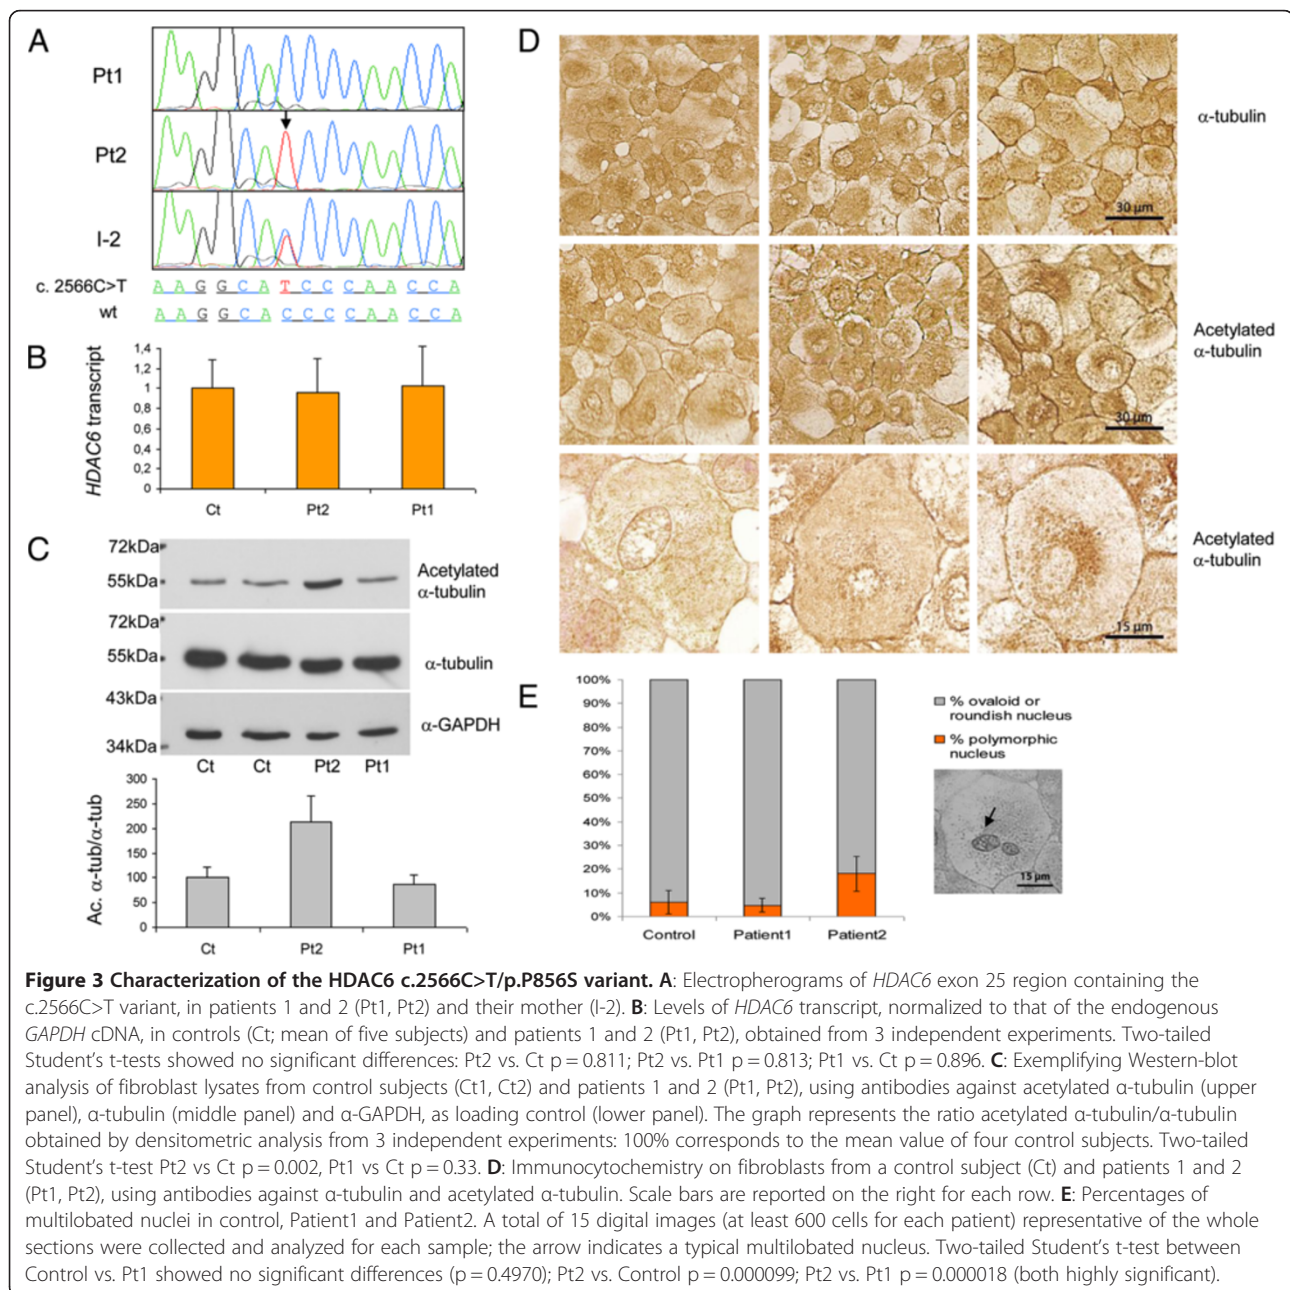 A
Pt1
Pt2
I-2
c. 2566C>T
A A G G C A T C C C A A C C A
wt
A A G G C A C C C C A A C C A
B
HDAC6 transcript
1,4
1,2
1
0,8
0,6
0,4
0,2
0
Ct Pt2 Pt1
C
72kDa
55kDa
Acetylated
α-tubulin
72kDa
55kDa
α-tubulin
43kDa
34kDa
α-GAPDH
Ct Ct Pt2 Pt1
Ac. α-tub/α-tub
300
250
200
150
100
50
0
Ct Pt2 Pt1
D
α-tubulin
30 µm
Acetylated
α-tubulin
30 µm
Acetylated
α-tubulin
15 µm
E
100%
90%
80%
70%
60%
50%
40%
30%
20%
10%
0%
Control Patient1 Patient2
% ovaloid or
roundish nucleus
% polymorphic
nucleus
15 µm
Figure 3 Characterization of the HDAC6 c.2566C>T/p.P856S variant. A: Electropherograms of HDAC6 exon 25 region containing the
c.2566C>T variant, in patients 1 and 2 (Pt1, Pt2) and their mother (I-2). B: Levels of HDAC6 transcript, normalized to that of the endogenous
GAPDH cDNA, in controls (Ct; mean of five subjects) and patients 1 and 2 (Pt1, Pt2), obtained from 3 independent experiments. Two-tailed
Student's t-tests showed no significant differences: Pt2 vs. Ct p = 0.811; Pt2 vs. Pt1 p = 0.813; Pt1 vs. Ct p = 0.896. C: Exemplifying Western-blot
analysis of fibroblast lysates from control subjects (Ct1, Ct2) and patients 1 and 2 (Pt1, Pt2), using antibodies against acetylated α-tubulin (upper
panel), α-tubulin (middle panel) and α-GAPDH, as loading control (lower panel). The graph represents the ratio acetylated α-tubulin/α-tubulin
obtained by densitometric analysis from 3 independent experiments: 100% corresponds to the mean value of four control subjects. Two-tailed
Student's t-test Pt2 vs Ct p = 0.002, Pt1 vs Ct p = 0.33. D: Immunocytochemistry on fibroblasts from a control subject (Ct) and patients 1 and 2
(Pt1, Pt2), using antibodies against α-tubulin and acetylated α-tubulin. Scale bars are reported on the right for each row. E: Percentages of
multilobated nuclei in control, Patient1 and Patient2. A total of 15 digital images (at least 600 cells for each patient) representative of the whole
sections were collected and analyzed for each sample; the arrow indicates a typical multilobated nucleus. Two-tailed Student's t-test between
Control vs. Pt1 showed no significant differences (p = 0.4970); Pt2 vs. Control p = 0.000099; Pt2 vs. Pt1 p = 0.000018 (both highly significant).